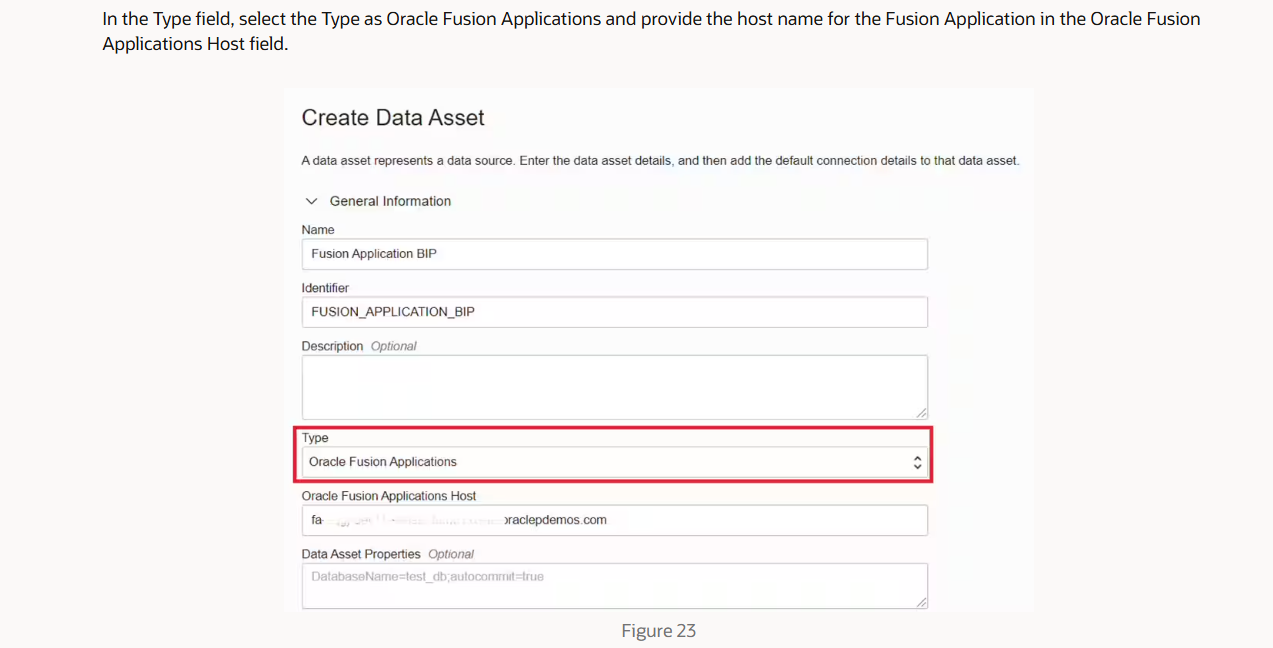 In the Type field, select the Type as Oracle Fusion Applications and provide the host name for the Fusion Application in the Oracle Fusion
Applications Host field.
Create Data Asset
A data asset represents a data source. Enter the data asset details, and then add the default connection details to that data asset.
General Information
Name
Fusion Application BIP
Identifier
FUSION_APPLICATION_BIP
Description Optional
Type
Oracle Fusion Applications
Oracle Fusion Applications Host
fa- raclepdemos.com
Data Asset Properties Optional
DatabaseName=test_db;autocommit=true
Figure 23